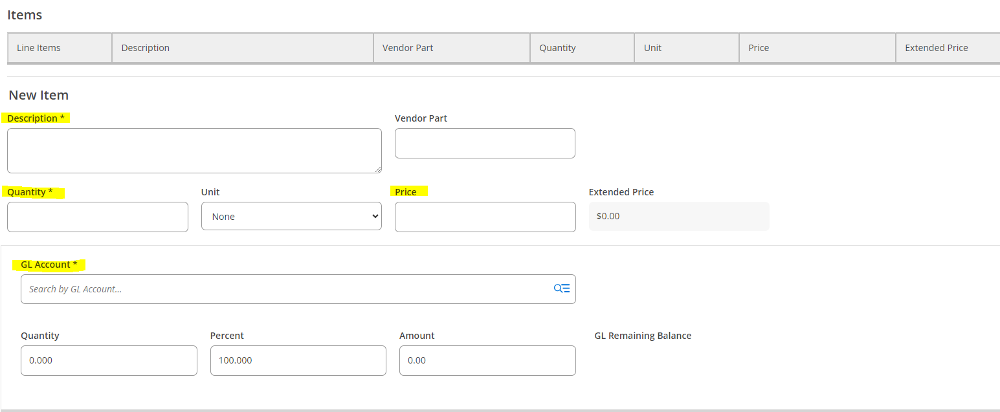 Items
Line Items Description Vendor Part Quantity Unit Price Extended Price
New Item
Description * Vendor Part
Quantity * Unit Price Extended Price
None $0.00
GL Account *
Search by GL Account...
Quantity Percent Amount GL Remaining Balance
0.000 100.000 0.00